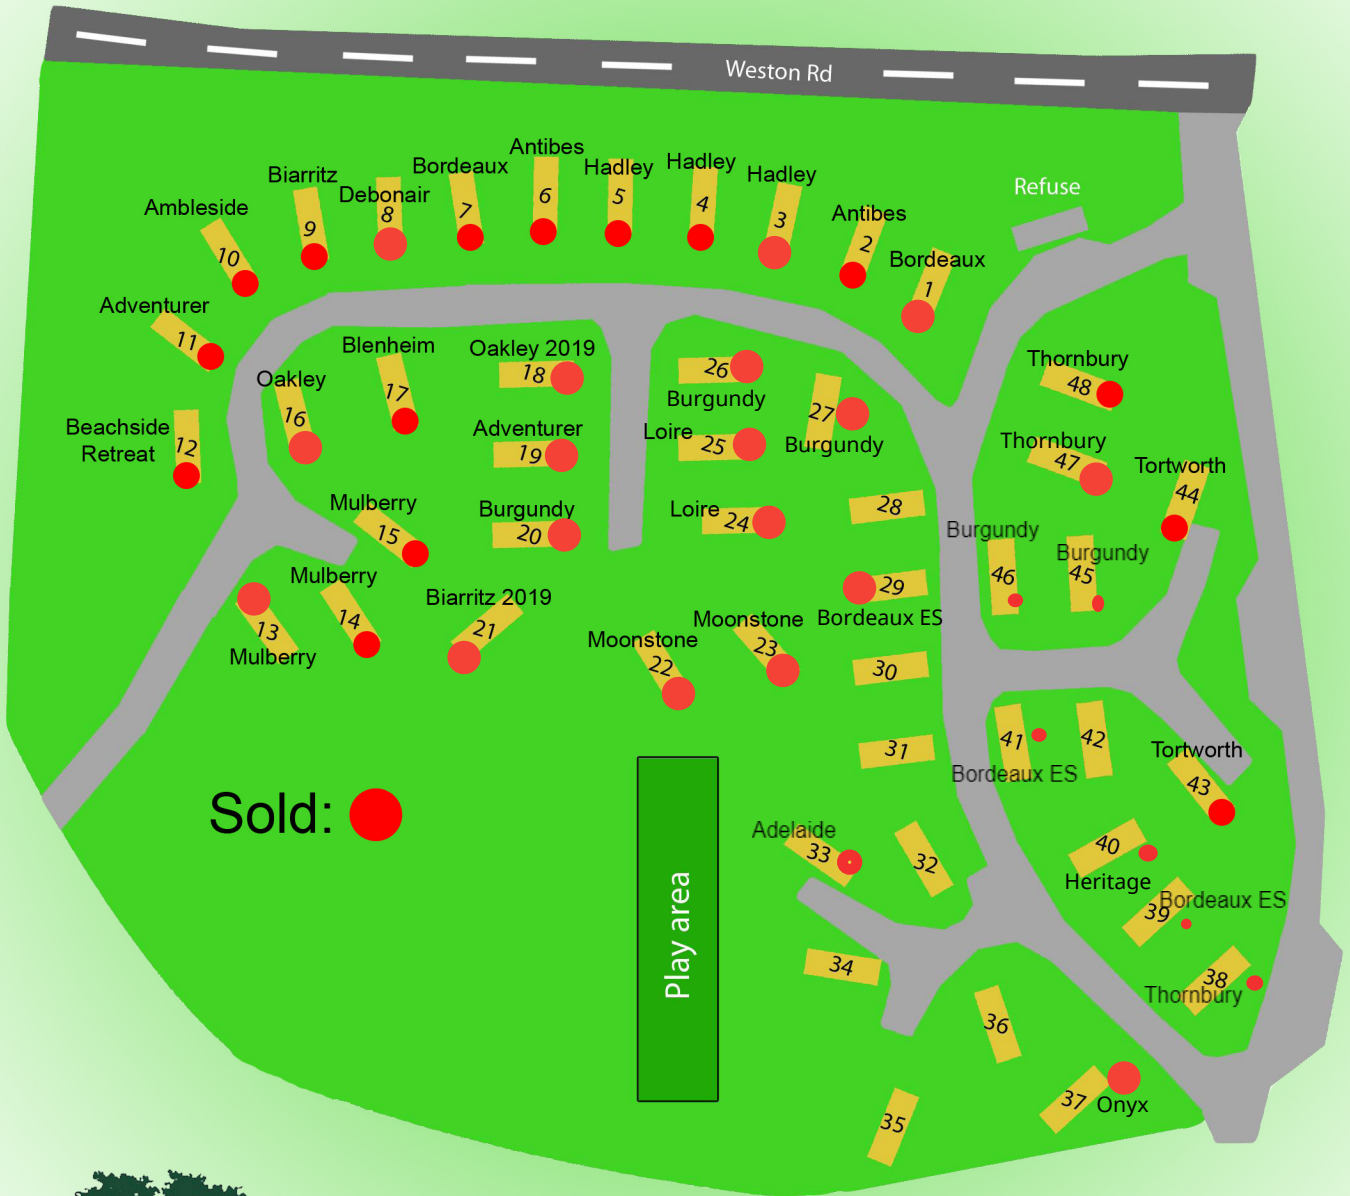 Weston Rd
Antibes
6
Bordeaux
7
Hadley
5
Hadley
4
Hadley
3
Biarritz
9
Debonair
8
Refuse
Ambleside
10
Antibes
2
Bordeaux
1
Adventurer
11
Blenheim
17
Oakley 2019
18
26
Burgundy
Thornbury
48
Oakley
16
27
Burgundy
Beachside
Retreat
12
Adventurer
19
Loire
25
Thornbury
47
Tortworth
44
Mulberry
15
Burgundy
20
Loire
24
28
Burgundy
46
Burgundy
45
Mulberry
14
13
Mulberry
Biarritz 2019
21
Moonstone
22
Moonstone
23
29
Bordeaux ES
30
31
41
Bordeaux ES
42
Tortworth
43
Sold:
Adelaide
33
32
40
Heritage
39
Bordeaux ES
Play area
34
38
Thornbury
36
37
Onyx
35